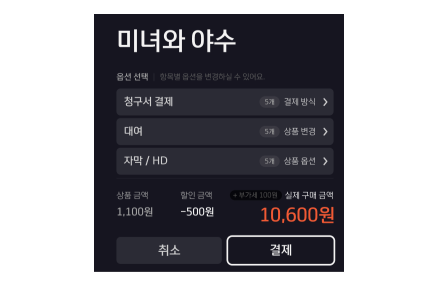 미녀와 야수
옵션 선택 | 항목별 옵션을 변경하실 수 있어요.
청구서 결제 5개 결제 방식 >
대여 5개 상품 변경 >
자막 / HD 5개 상품 옵션 >
상품 금액 할인 금액 + 부가세 100원 실제 구매 금액
1,100원 -500원 10,600원
취소 결제